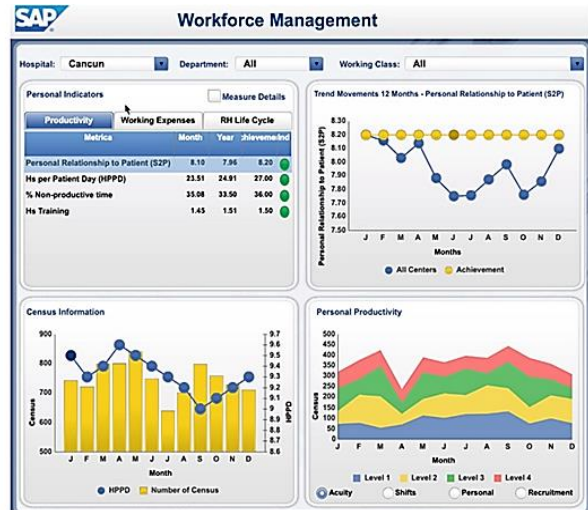 SAP
Workforce Management
Hospital: Cancun Department: All Working Class: All
Personal Indicators
Measure Details
Productivity Working Expenses RH Life Cycle
Metrics Month Year
Personal Relationship to Patient (S2P) 8.10 7.96 8.20
Hs per Patient Day (HPPD) 23.51 24.91 27.00
% Non-productive time 35.08 33.50 36.00
Hs Training 1.45 1.51 1.50
Trend Movements 12 Months - Personal Relationship to Patient (S2P)
Personal Relationship to Patient (S2P)
8.30
8.20
8.10
8.00
7.90
7.80
7.70
7.60
7.50
J F M A M J J A S O N D
Months
All Centers Achievement
Census Information
Census
900
800
700
600
500
9.7
9.6
9.5
9.4
9.3
9.2
9.1
9
8.9
8.8
8.7
8.6
HPPD
J F M A M J J A S O N D
Month
HPPD Number of Census
Personal Productivity
Census
500
450
400
350
300
250
200
150
100
50
0
J F M A M J J A S O N D
Month
Level 1 Level 2 Level 3 Level 4
Acuity Shifts Personal Recruitment